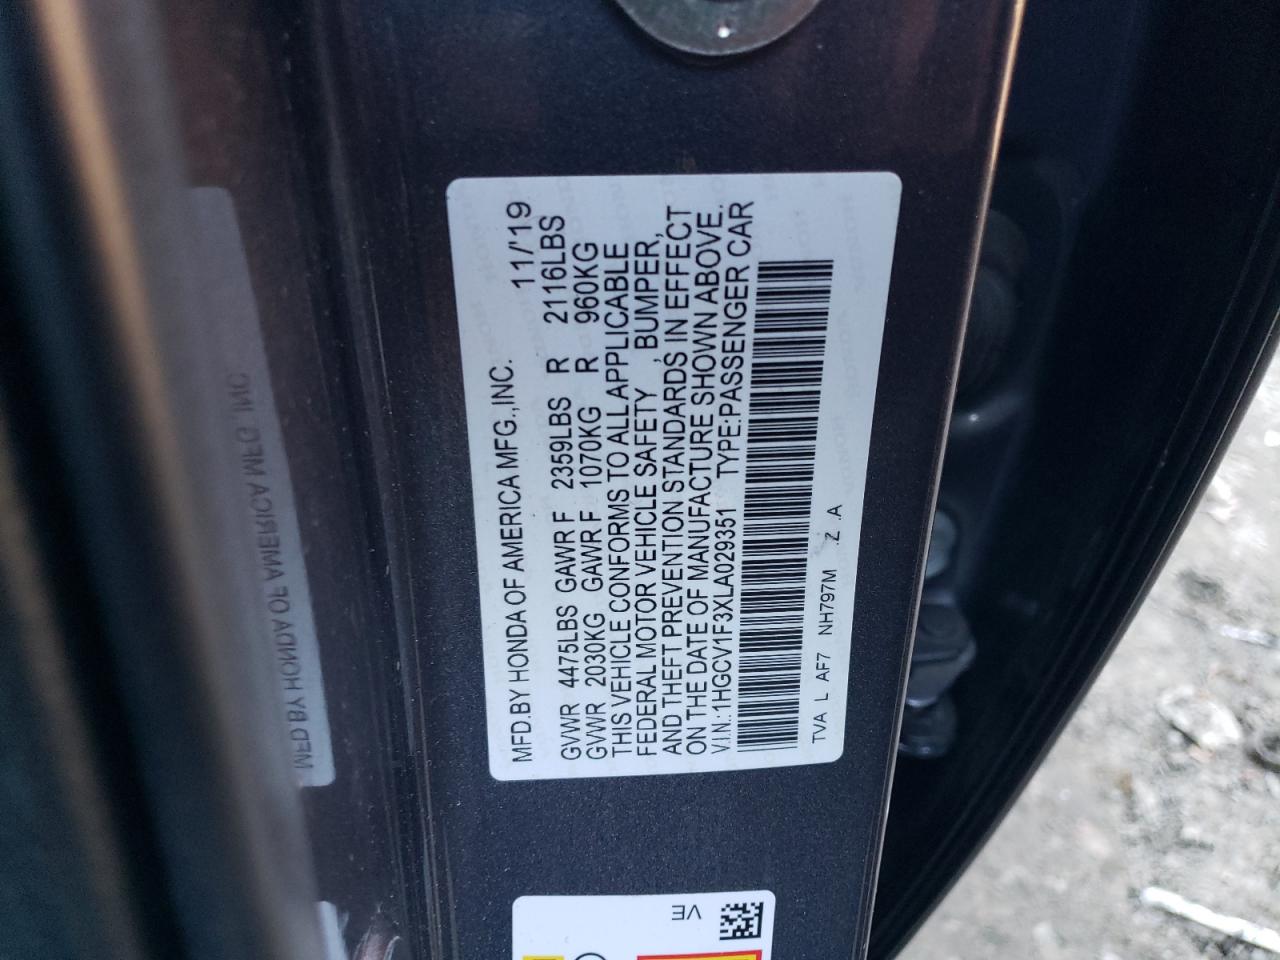 MFD.BY HONDA OF AMERICA MFG.,INC. 11/'19
GVWR 4475LBS GAWR F 2359LBS R 2116LBS
GVWR 2030KG GAWR F 1070KG R 960KG
THIS VEHICLE CONFORMS TO ALL APPLICABLE
FEDERAL MOTOR VEHICLE SAFETY , BUMPER,
AND THEFT PREVENTION STANDARDS IN EFFECT
ON THE DATE OF MANUFACTURE SHOWN ABOVE.
V.I.N.:1HGCV1F3XLA029351 TYPE:PASSENGER CAR
TVA L AF7 NH797M .Z .A
VE
MFD BY HONDA OF AMERICA MFG. INC